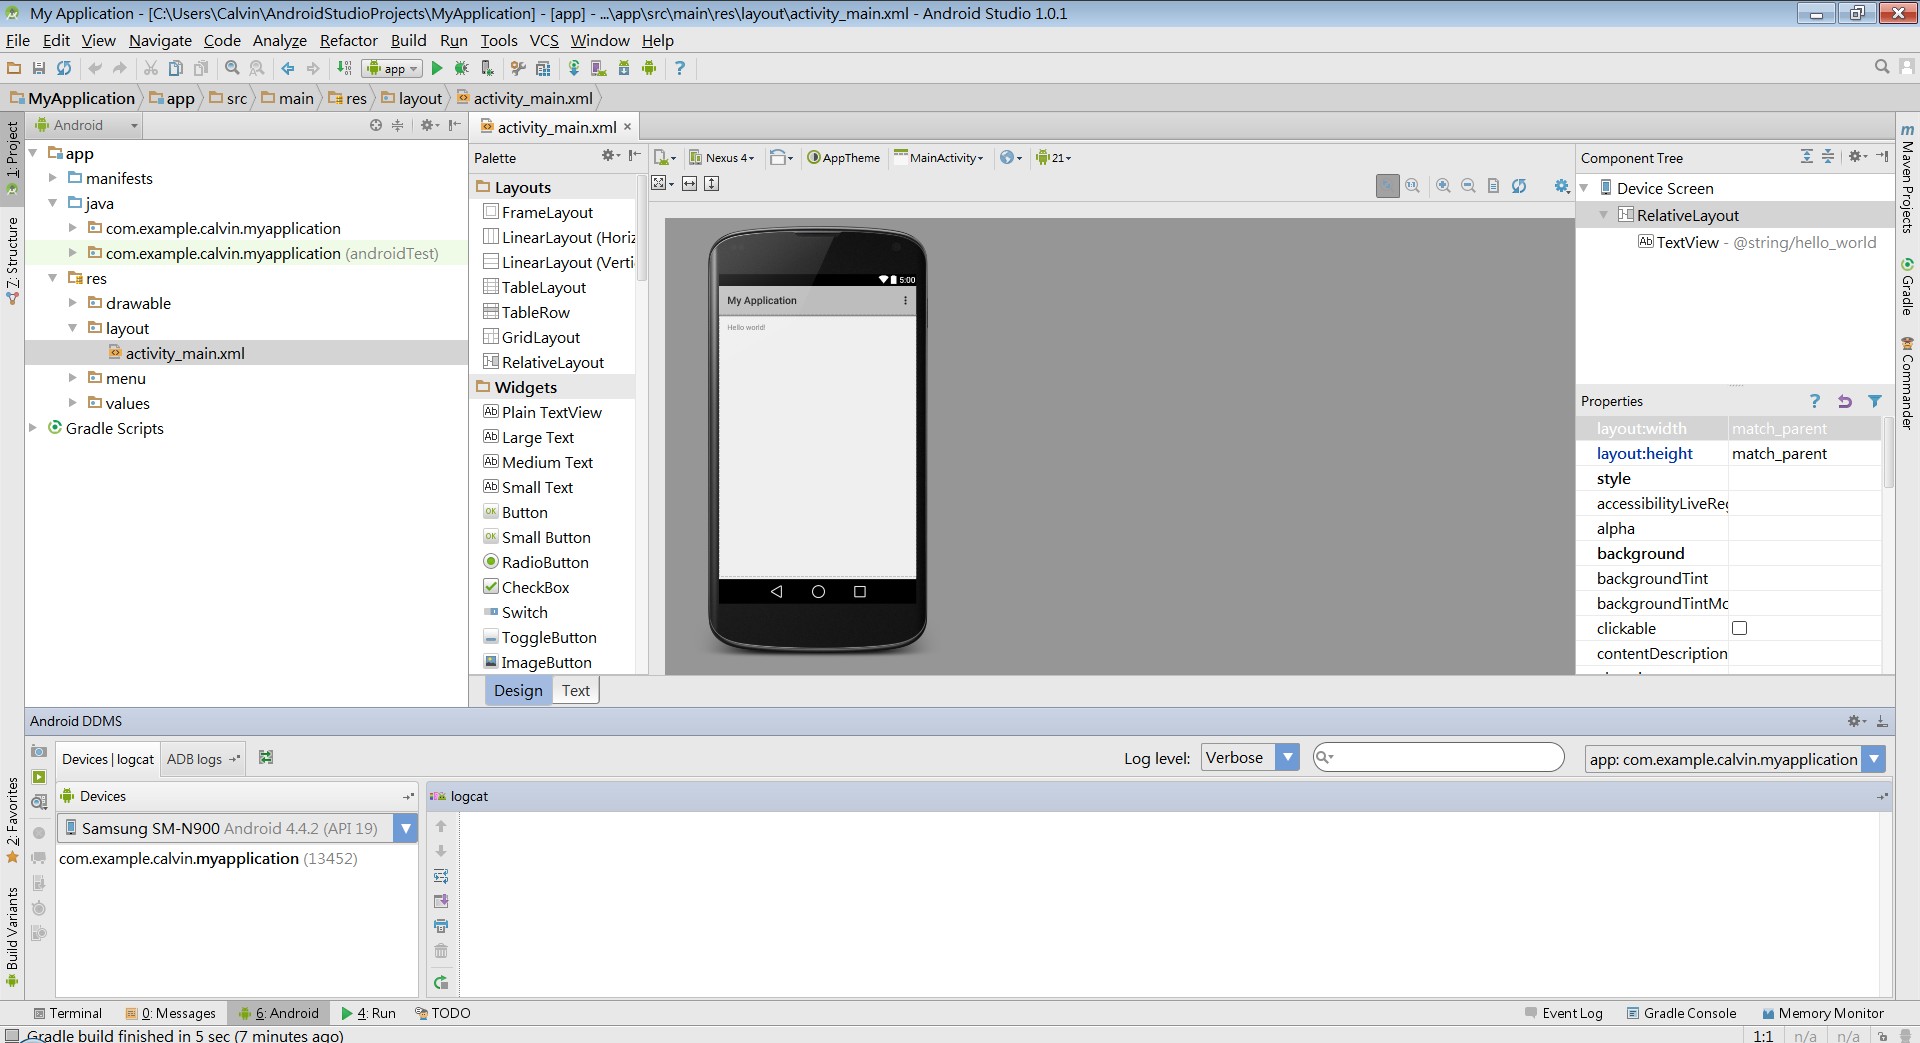 My Application - [C:\Users\Calvin\AndroidStudioProjects\MyApplication] - [app] - ...\app\src\main\res\layout\activity_main.xml - Android Studio 1.0.1
File Edit View Navigate Code Analyze Refactor Build Run Tools VCS Window Help
app
MyApplication app src main res layout activity_main.xml
1: Project
Z: Structure
2: Favorites
Build Variants
Android
app
manifests
java
com.example.calvin.myapplication
com.example.calvin.myapplication (androidTest)
res
drawable
layout
activity_main.xml
menu
values
Gradle Scripts
activity_main.xml
Palette
Layouts
FrameLayout
LinearLayout (Horiz
LinearLayout (Verti
TableLayout
TableRow
GridLayout
RelativeLayout
Widgets
Plain TextView
Large Text
Medium Text
Small Text
Button
Small Button
RadioButton
CheckBox
Switch
ToggleButton
ImageButton
Design Text
Nexus 4 AppTheme MainActivity 21
5:00
My Application
Hello world!
Component Tree
Device Screen
RelativeLayout
TextView - @string/hello_world
Properties
layout:width match_parent
layout:height match_parent
style
accessibilityLiveReg
alpha
background
backgroundTint
backgroundTintMo
clickable
contentDescription
m Maven Projects
Gradle
Commander
Android DDMS
Devices | logcat ADB logs
Log level: Verbose app: com.example.calvin.myapplication
Devices
Samsung SM-N900 Android 4.4.2 (API 19)
com.example.calvin.myapplication (13452)
logcat
Terminal 0: Messages 6: Android 4: Run TODO Event Log Gradle Console Memory Monitor
Gradle build finished in 5 sec (7 minutes ago) 1:1 n/a n/a